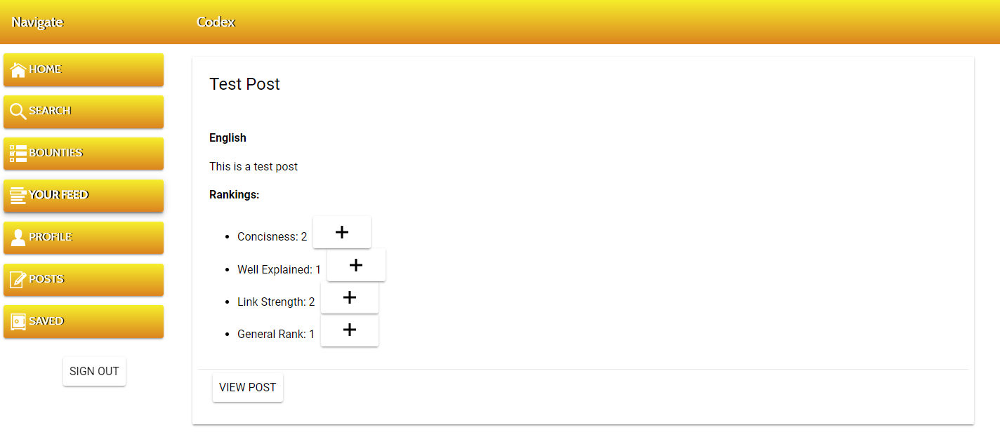 Navigate
Codex
HOME
SEARCH
BOUNTIES
YOUR FEED
PROFILE
POSTS
SAVED
SIGN OUT
Test Post
English
This is a test post
Rankings:
Concisness: 2 +
Well Explained: 1 +
Link Strength: 2 +
General Rank: 1 +
VIEW POST